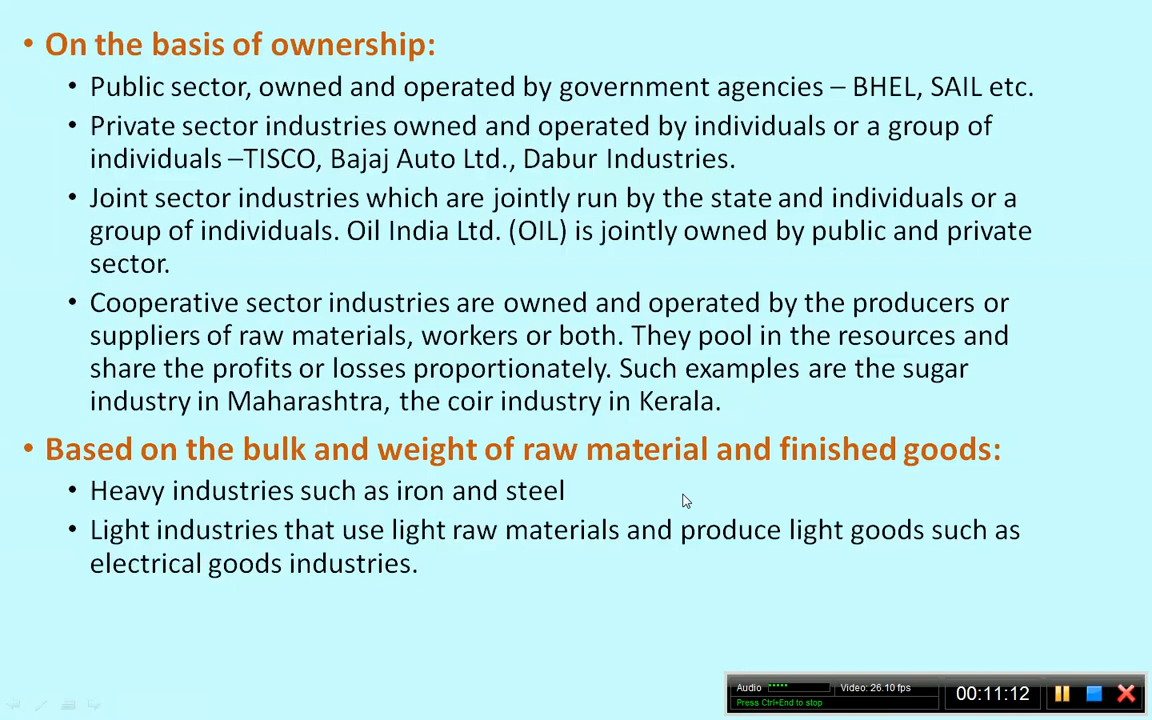 • On the basis of ownership:
• Public sector, owned and operated by government agencies – BHEL, SAIL etc.
• Private sector industries owned and operated by individuals or a group of
individuals –TISCO, Bajaj Auto Ltd., Dabur Industries.
• Joint sector industries which are jointly run by the state and individuals or a
group of individuals. Oil India Ltd. (OIL) is jointly owned by public and private
sector.
• Cooperative sector industries are owned and operated by the producers or
suppliers of raw materials, workers or both. They pool in the resources and
share the profits or losses proportionately. Such examples are the sugar
industry in Maharashtra, the coir industry in Kerala.
• Based on the bulk and weight of raw material and finished goods:
• Heavy industries such as iron and steel
• Light industries that use light raw materials and produce light goods such as
electrical goods industries.
Audio Video: 26.10 fps
Press Ctrl+End to stop
00:11:12